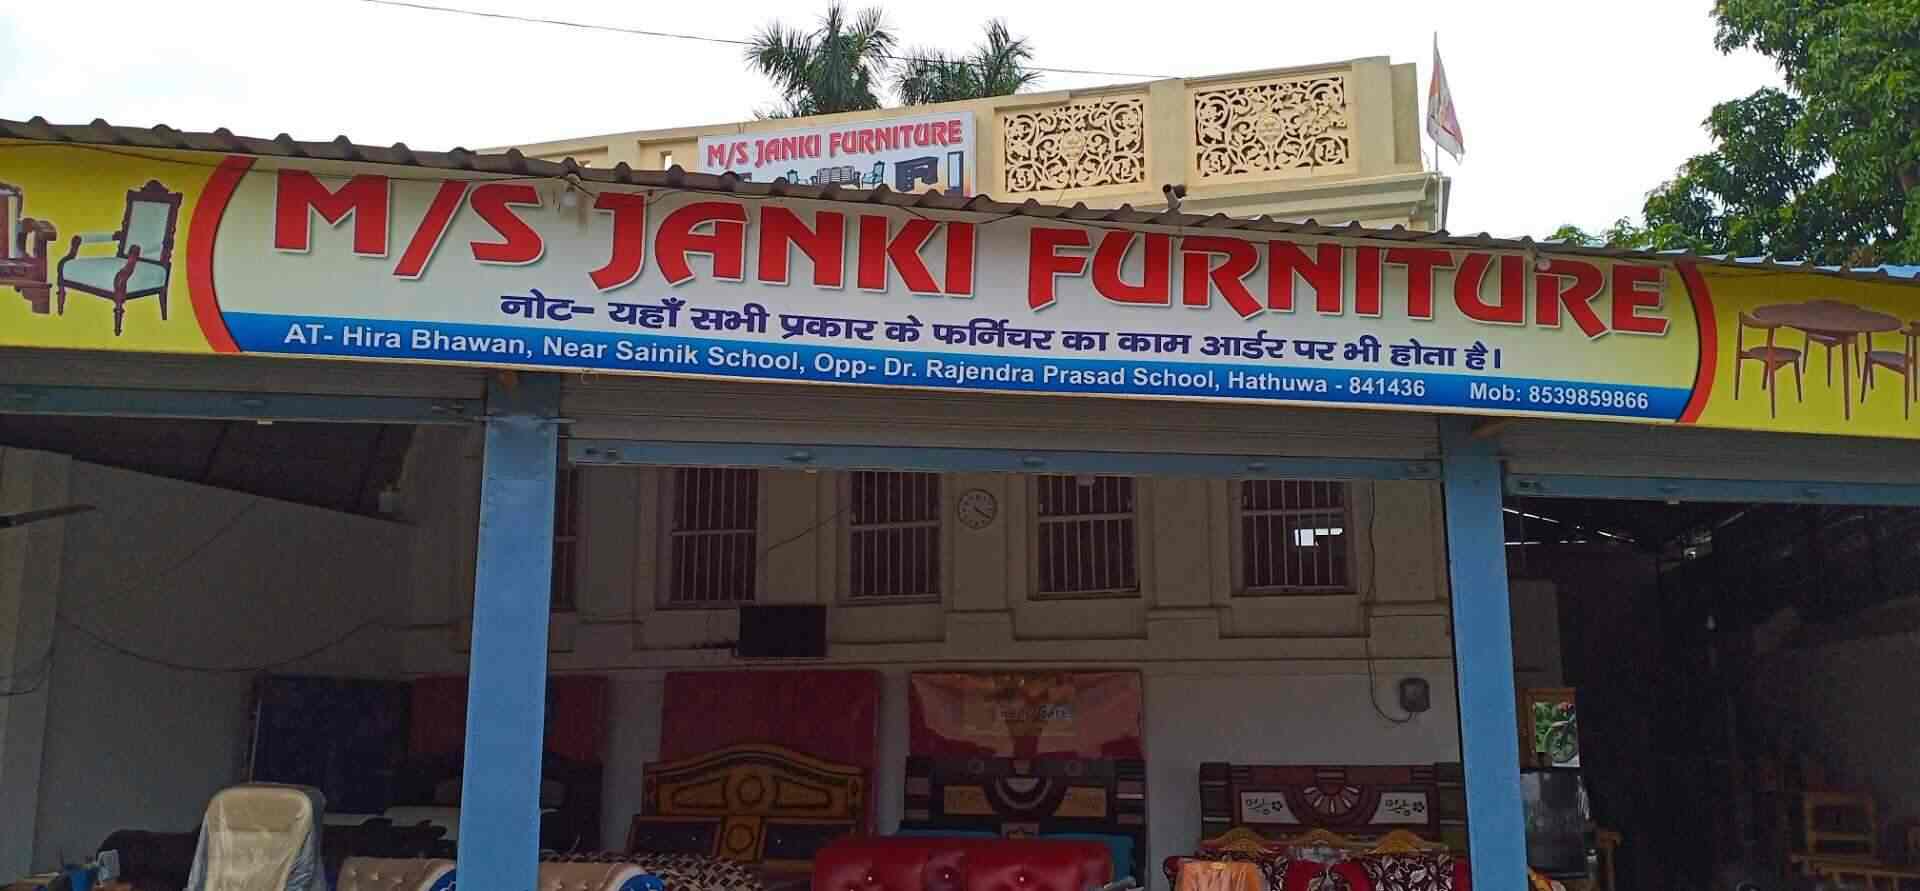 M/S JANKI FURNITURE
M/S JANKI FURNITURE
नोट– यहाँ सभी प्रकार के फर्निचर का काम आर्डर पर भी होता है।
AT- Hira Bhawan, Near Sainik School, Opp- Dr. Rajendra Prasad School, Hathuwa - 841436 Mob: 8539859866